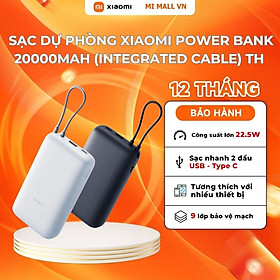 xiaomi
MI MALL VN
SẠC DỰ PHÒNG XIAOMI POWER BANK
20000MAH (INTEGRATED CABLE) TH
12 THÁNG
BẢO HÀNH
Công suất lớn 22.5W
Sạc nhanh 2 đầu
USB - Type C
Tương thích với
nhiều thiết bị
9 lớp bảo vệ mạch